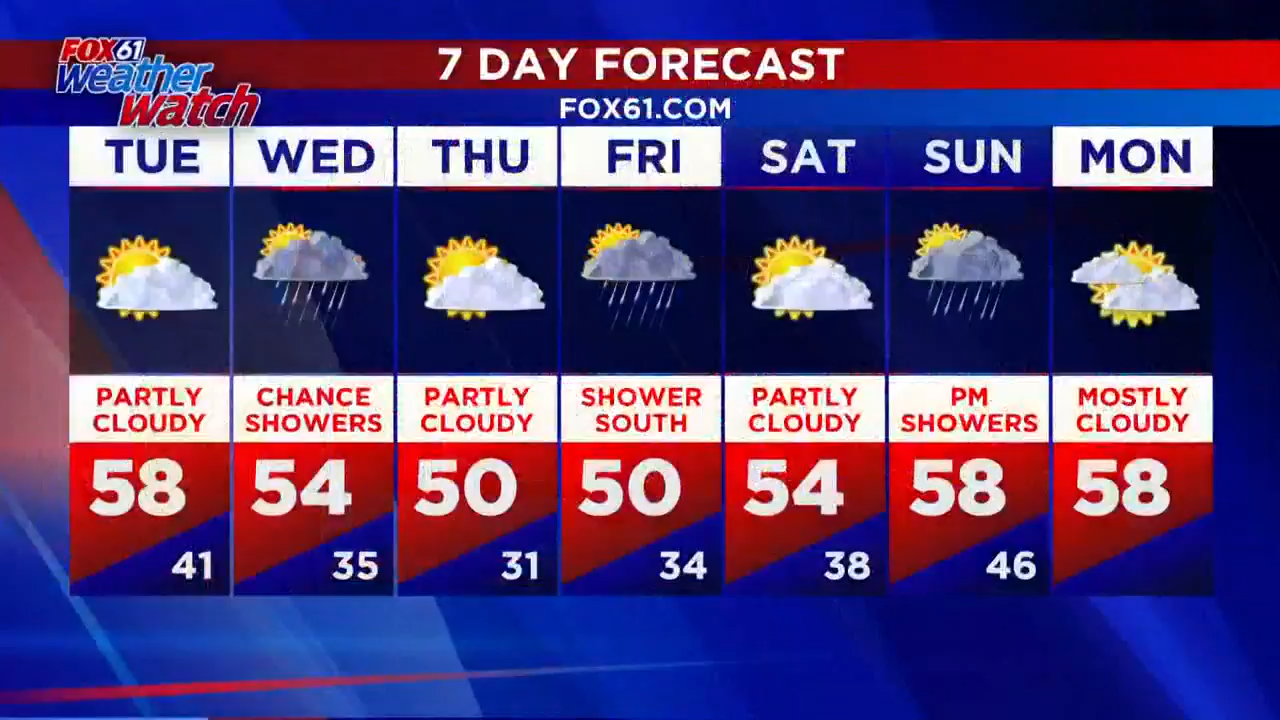 FOX61
Weather
Watch
7 DAY FORECAST
FOX61.COM
TUE WED THU FRI SAT SUN MON
PARTLY CLOUDY
CHANCE SHOWERS
PARTLY CLOUDY
SHOWER SOUTH
PARTLY CLOUDY
PM SHOWERS
MOSTLY CLOUDY
58 54 50 50 54 58 58
41 35 31 34 38 46